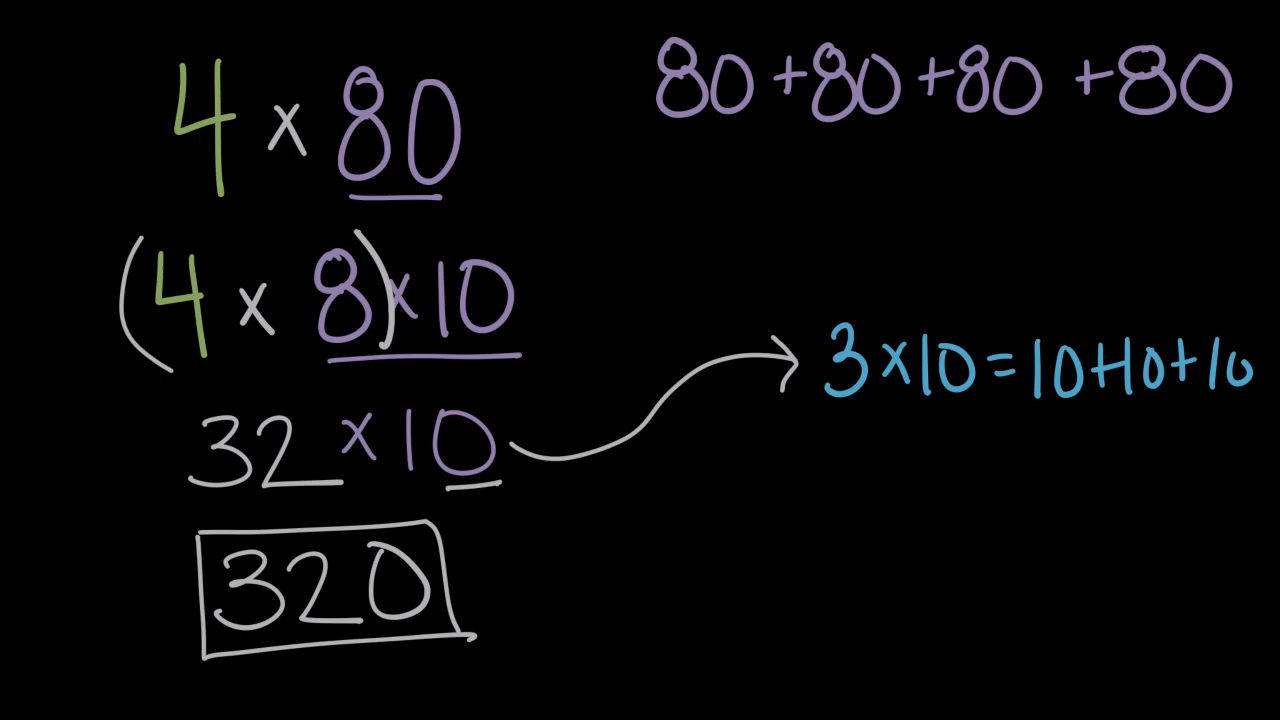 4 × 80
80 + 80 + 80 + 80
(4 × 8) × 10
3 × 10 = 10 + 10 + 10
32 × 10
320